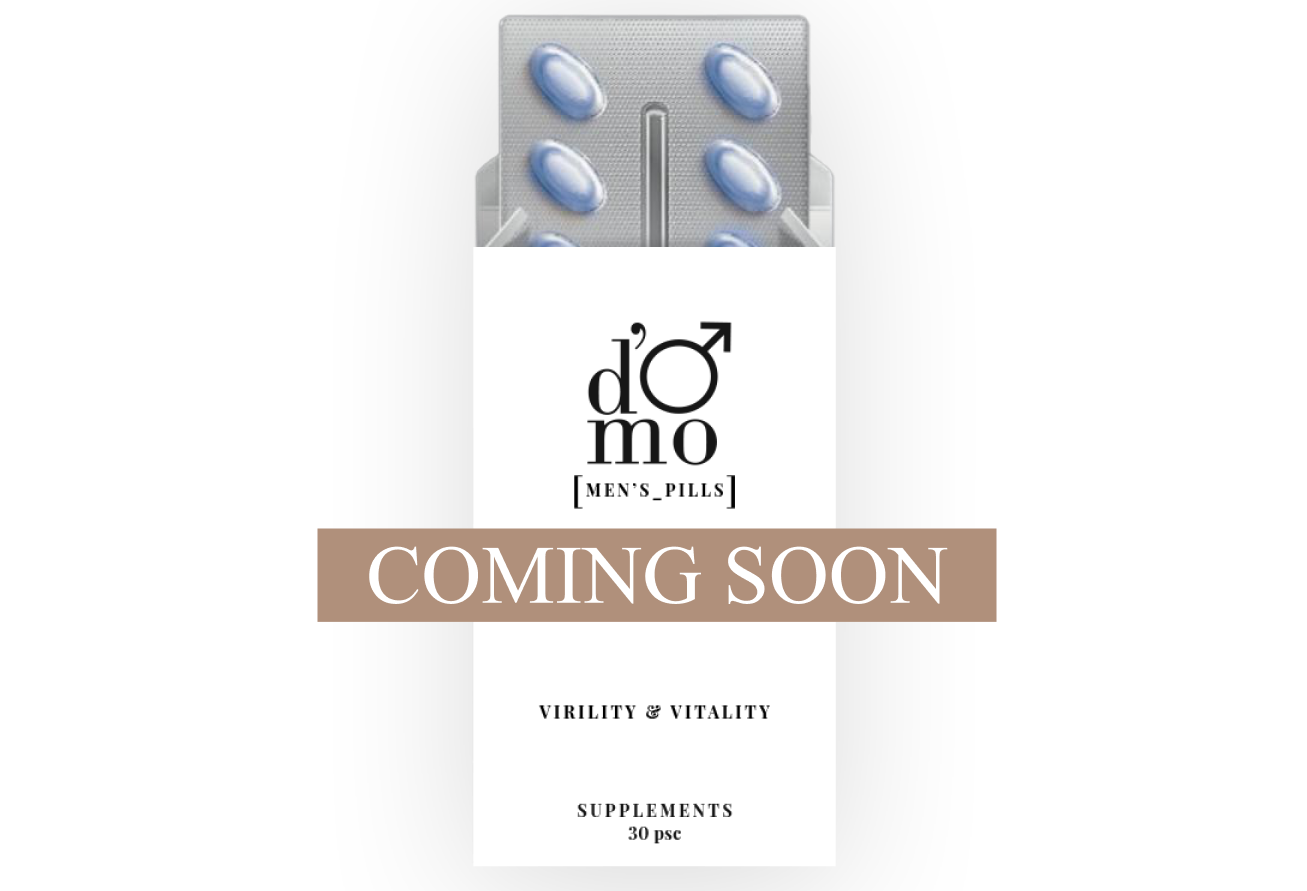 d'♂
mo
[MEN'S_PILLS]
COMING SOON
VIRILITY & VITALITY
SUPPLEMENTS
30 psc